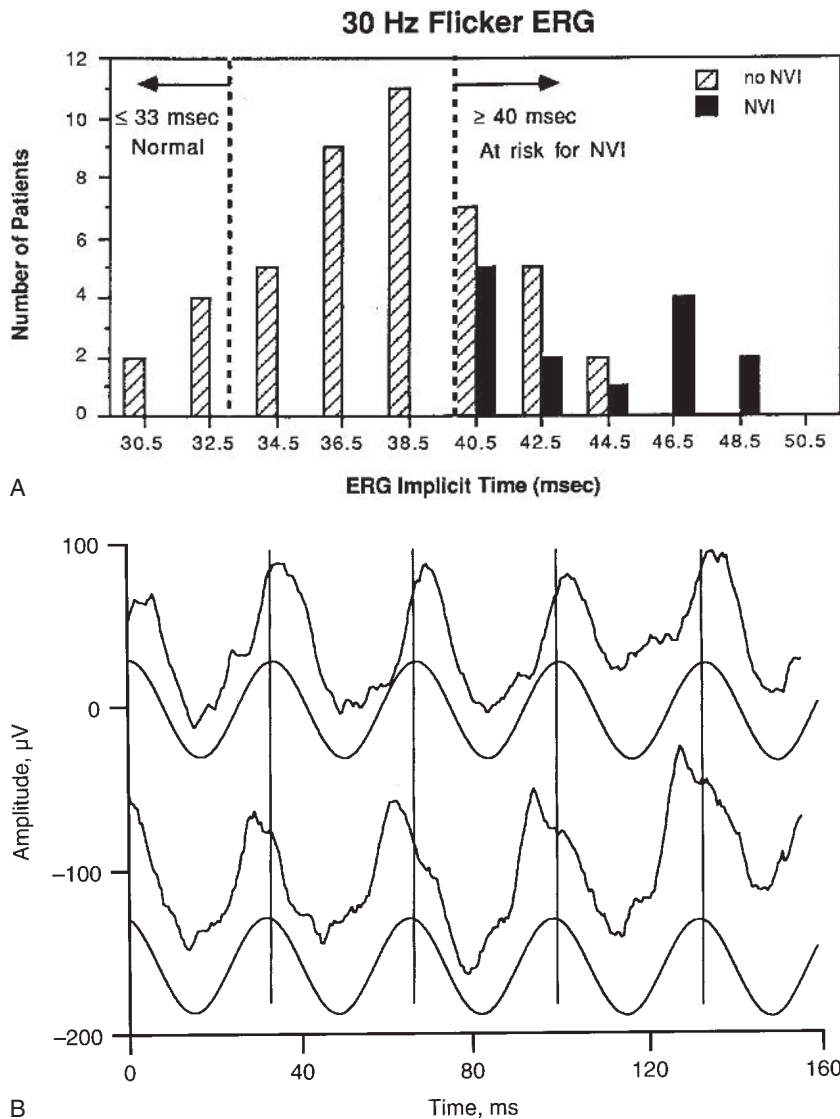 30 Hz Flicker ERG
12
10
8
6
4
2
0
Number of Patients
≤ 33 msec
Normal
≥ 40 msec
At risk for NVI
no NVI
NVI
30.5 32.5 34.5 36.5 38.5 40.5 42.5 44.5 46.5 48.5 50.5
ERG Implicit Time (msec)
A
100
0
−100
−200
Amplitude, μV
0 40 80 120 160
Time, ms
B